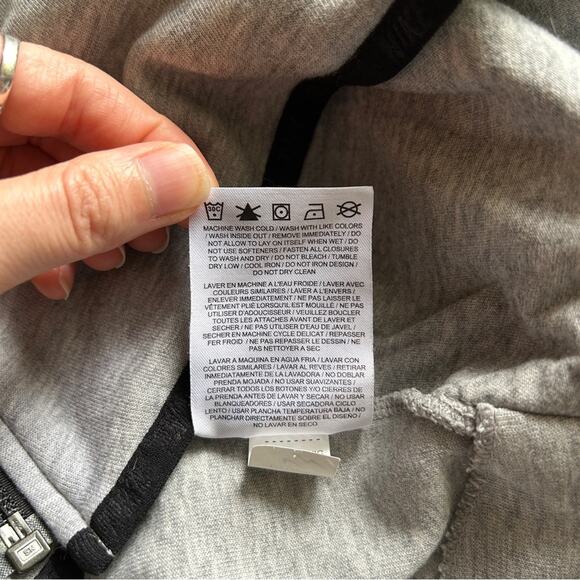 30C
MACHINE WASH COLD / WASH WITH LIKE COLORS
/ WASH INSIDE OUT / REMOVE IMMEDIATELY / DO
NOT ALLOW TO LAY ON ITSELF WHEN WET / DO
NOT USE SOFTENERS / FASTEN ALL CLOSURES
TO WASH AND DRY / DO NOT BLEACH / TUMBLE
DRY LOW / COOL IRON / DO NOT IRON DESIGN /
DO NOT DRY CLEAN
LAVER EN MACHINE A L'EAU FROIDE / LAVER AVEC
COULEURS SIMILAIRES / LAVER A L'ENVERS /
ENLEVER IMMEDIATEMENT / NE PAS LAISSER LE
VÊTEMENT PLIÉ LORSQU'IL EST MOUILLÉ / NE PAS
UTILISER D'ADOUCISSEUR / VEUILLEZ BOUCLER
TOUTES LES ATTACHES AVANT DE LAVER ET
SECHER / NE PAS UTILISER D'EAU DE JAVEL /
SECHER EN MACHINE CYCLE DELICAT / REPASSER
FER FROID / NE PAS REPASSER LE DESSIN / NE
PAS NETTOYER A SEC
LAVAR A MAQUINA EN AGUA FRIA / LAVAR CON
COLORES SIMILARES / LAVAR AL REVES / RETIRAR
INMEDIATAMENTE DE LA LAVADORA / NO DOBLAR
PRENDA MOJADA / NO USAR SUAVIZANTES /
CERRAR TODOS LOS BOTONES Y/O CIERRES DE
LA PRENDA ANTES DE LAVAR Y SECAR / NO USAR
BLANQUEADORES / USAR SECADORA CICLO
LENTO / USAR PLANCHA TEMPERATURA BAJA / NO
PLANCHAR DIRECTAMENTE SOBRE EL DISEÑO /
NO LAVAR EN SECO